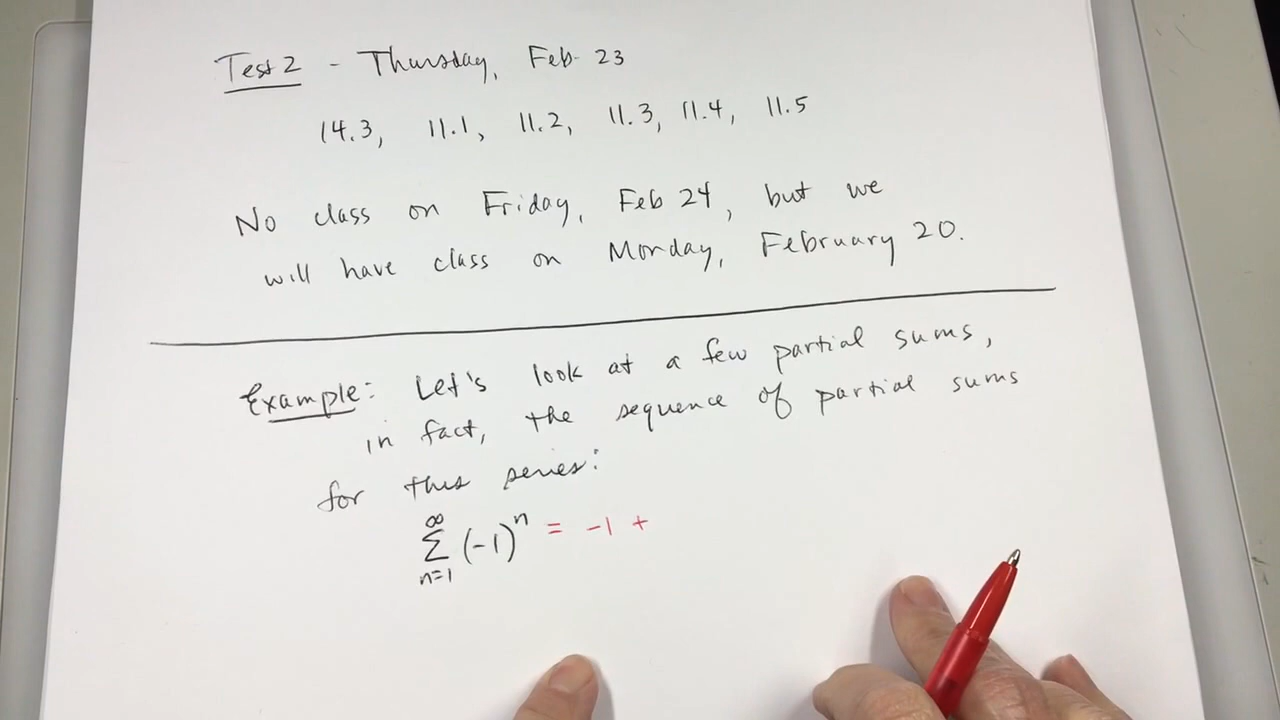 Test 2 - Thursday, Feb. 23
14.3, 11.1, 11.2, 11.3, 11.4, 11.5
No class on Friday, Feb 24, but we
will have class on Monday, February 20.
Example: Let's look at a few partial sums,
in fact, the sequence of partial sums
for this series:
∞
∑ (-1)ⁿ = -1 +
n=1